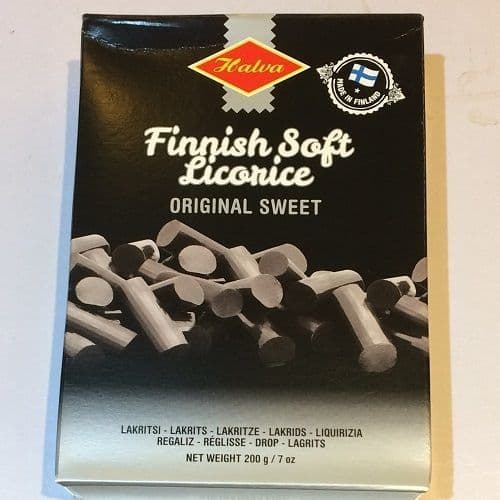 Halva
MADE IN FINLAND
Finnish Soft
Licorice
ORIGINAL SWEET
LAKRITSI - LAKRITS - LAKRITZE - LAKRIDS - LIQUIRIZIA
REGALIZ - RÉGLISSE - DROP - LAGRITS
NET WEIGHT 200 g / 7 oz